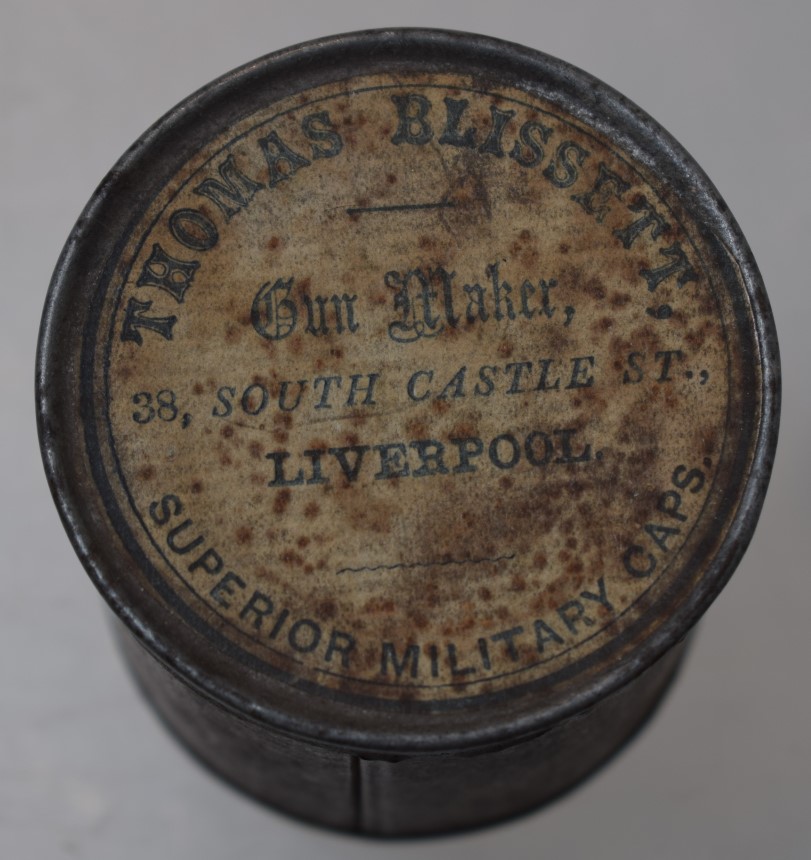 THOMAS BLISSETT,
Gun Maker,
38, SOUTH CASTLE ST.,
LIVERPOOL.
SUPERIOR MILITARY CAPS.